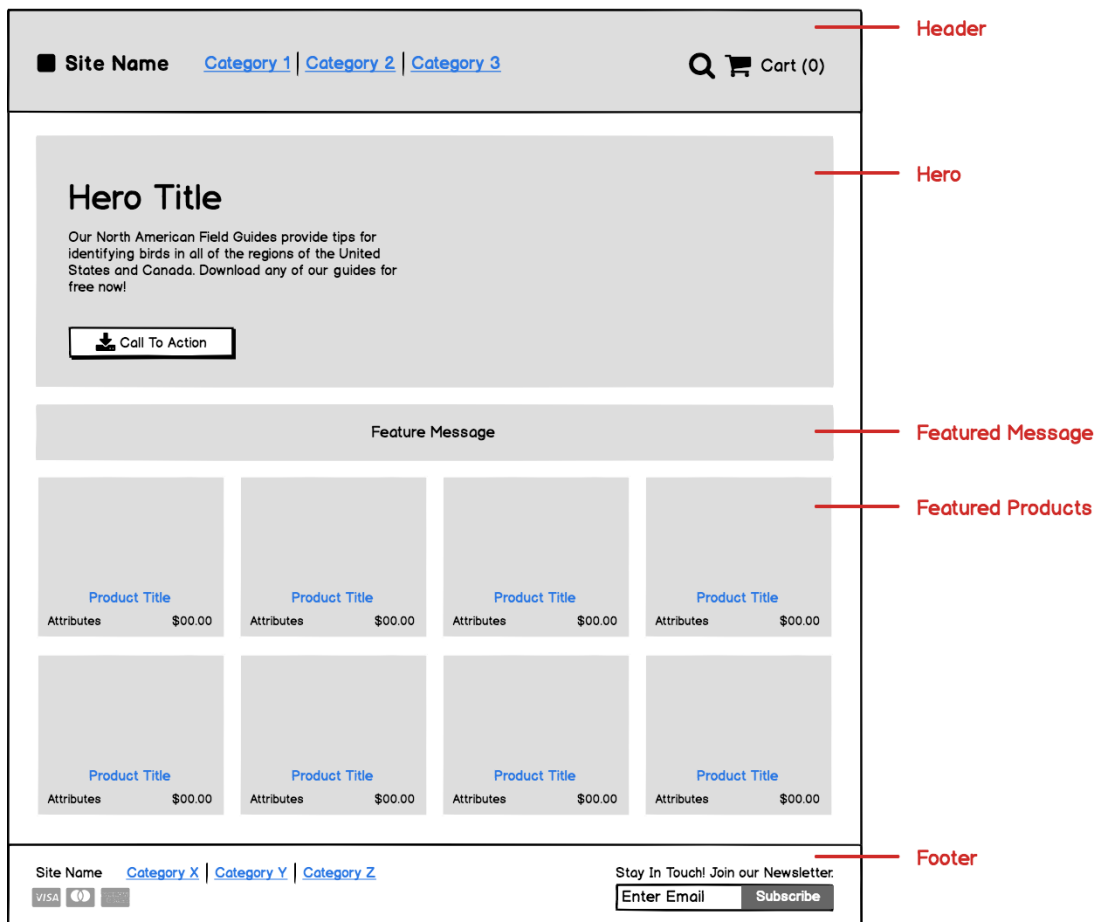 Site Name Category 1 Category 2 Category 3 Cart (0)
Header
Hero
Hero Title
Our North American Field Guides provide tips for
identifying birds in all of the regions of the United
States and Canada. Download any of our guides for
free now!
Call To Action
Feature Message
Featured Message
Featured Products
Product Title Product Title Product Title Product Title
Attributes $00.00 Attributes $00.00 Attributes $00.00 Attributes $00.00
Product Title Product Title Product Title Product Title
Attributes $00.00 Attributes $00.00 Attributes $00.00 Attributes $00.00
Footer
Site Name Category X Category Y Category Z
VISA
Stay In Touch! Join our Newsletter.
Enter Email Subscribe